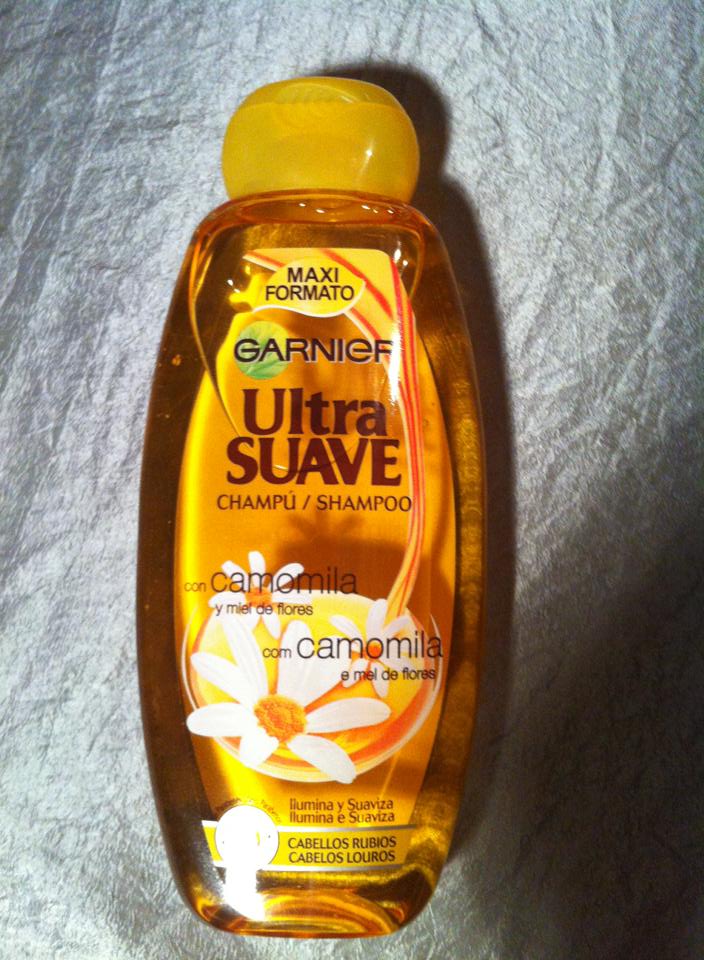 MAXI
FORMATO
GARNIER
Ultra
SUAVE
CHAMPÚ / SHAMPOO
con camomila
y miel de flores
com camomila
e mel de flores
Ilumina y Suaviza
Ilumina e Suaviza
CABELLOS RUBIOS
CABELOS LOUROS